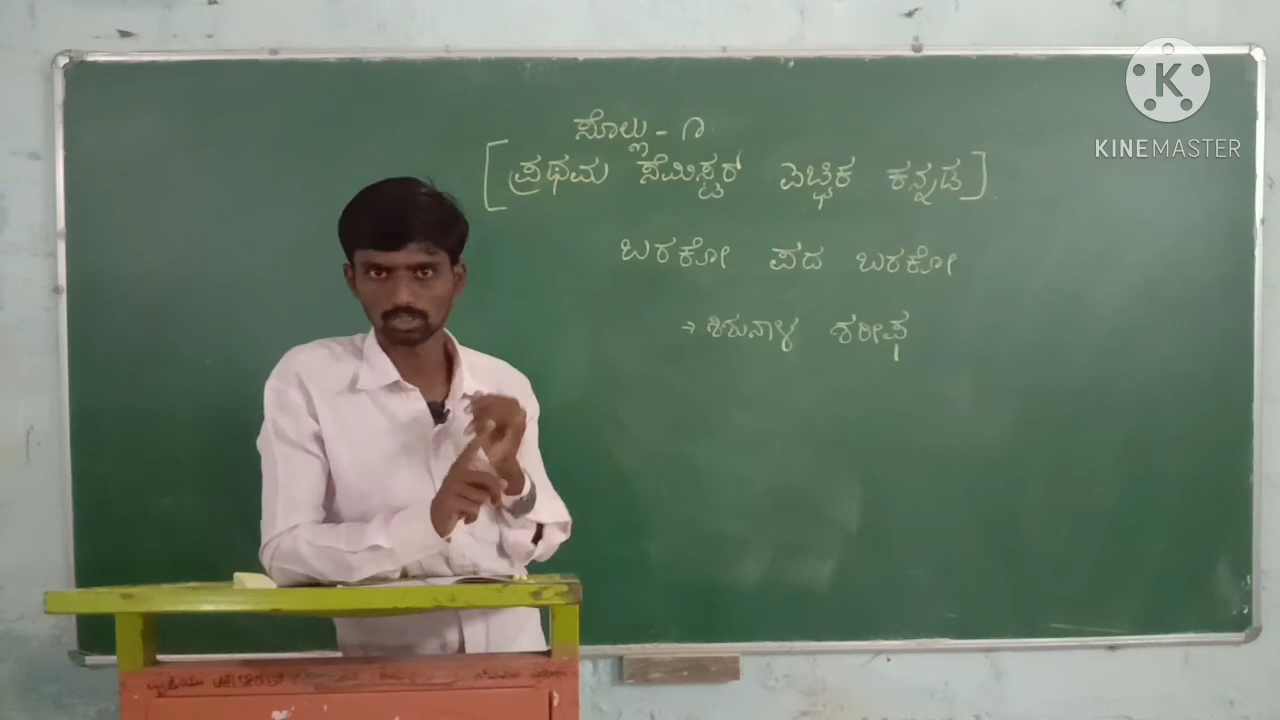 ಸೊಲ್ಲು - ೧
[ಪ್ರಥಮ ಸೆಮಿಸ್ಟರ್ ಐಚ್ಛಿಕ ಕನ್ನಡ]
ಬರಕೋ ಪದ ಬರಕೋ
→ ಶಿಶುನಾಳ ಶರೀಫ
K
KINEMASTER